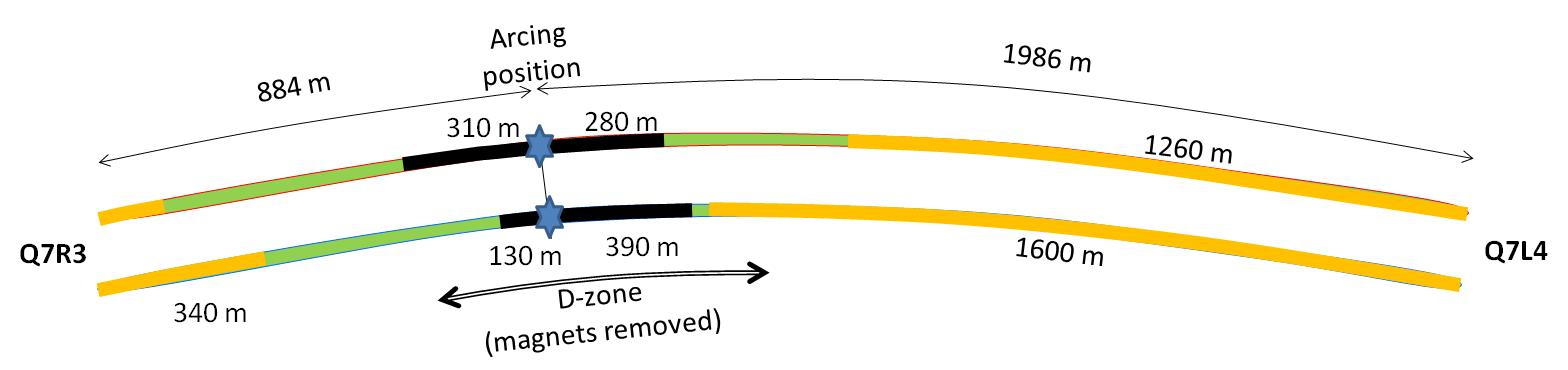 Arcing
position
884 m
1986 m
310 m
280 m
1260 m
Q7R3
Q7L4
130 m
390 m
1600 m
340 m
D-zone
(magnets removed)